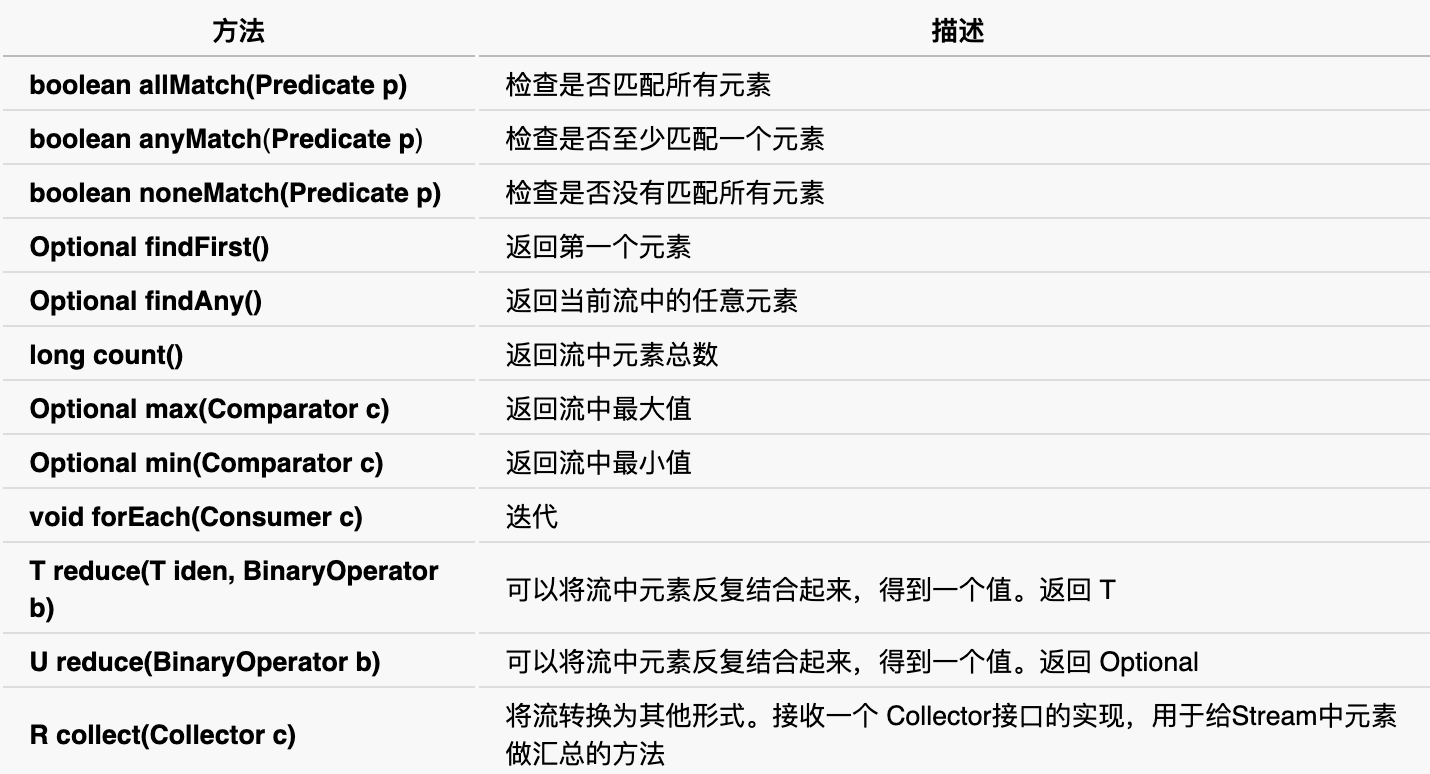 方法 描述
boolean allMatch(Predicate p) 检查是否匹配所有元素
boolean anyMatch(Predicate p) 检查是否至少匹配一个元素
boolean noneMatch(Predicate p) 检查是否没有匹配所有元素
Optional findFirst() 返回第一个元素
Optional findAny() 返回当前流中的任意元素
long count() 返回流中元素总数
Optional max(Comparator c) 返回流中最大值
Optional min(Comparator c) 返回流中最小值
void forEach(Consumer c) 迭代
T reduce(T iden, BinaryOperator
b)
可以将流中元素反复结合起来，得到一个值。返回 T
U reduce(BinaryOperator b) 可以将流中元素反复结合起来，得到一个值。返回 Optional
R collect(Collector c)
将流转换为其他形式。接收一个 Collector接口的实现，用于给Stream中元素
做汇总的方法